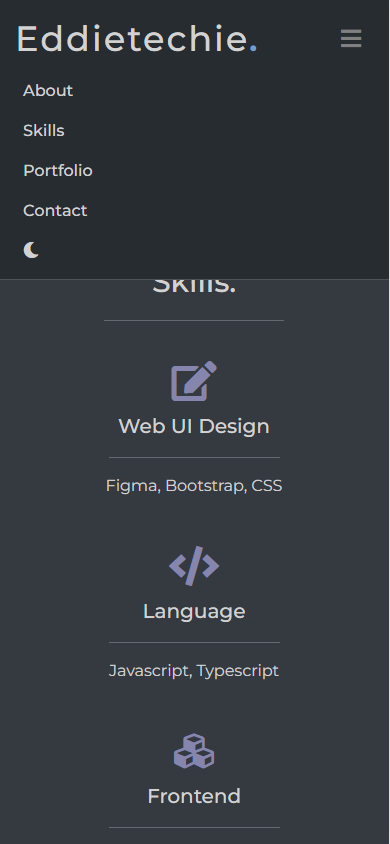 Eddietechie.
About
Skills
Portfolio
Contact
Skills.
Web UI Design
Figma, Bootstrap, CSS
Language
Javascript, Typescript
Frontend